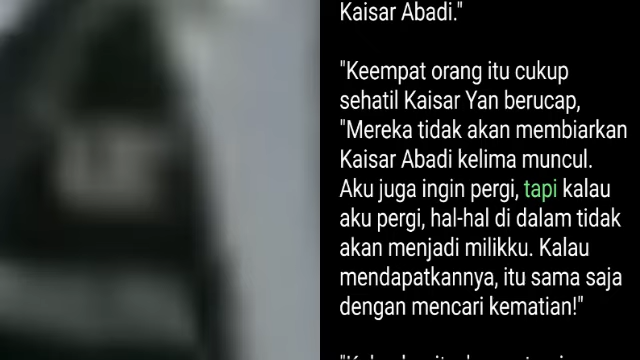 Kaisar Abadi."
"Keempat orang itu cukup
sehatil Kaisar Yan berucap,
"Mereka tidak akan membiarkan
Kaisar Abadi kelima muncul.
Aku juga ingin pergi, tapi kalau
aku pergi, hal-hal di dalam tidak
akan menjadi milikku. Kalau
mendapatkannya, itu sama saja
dengan mencari kematian!"